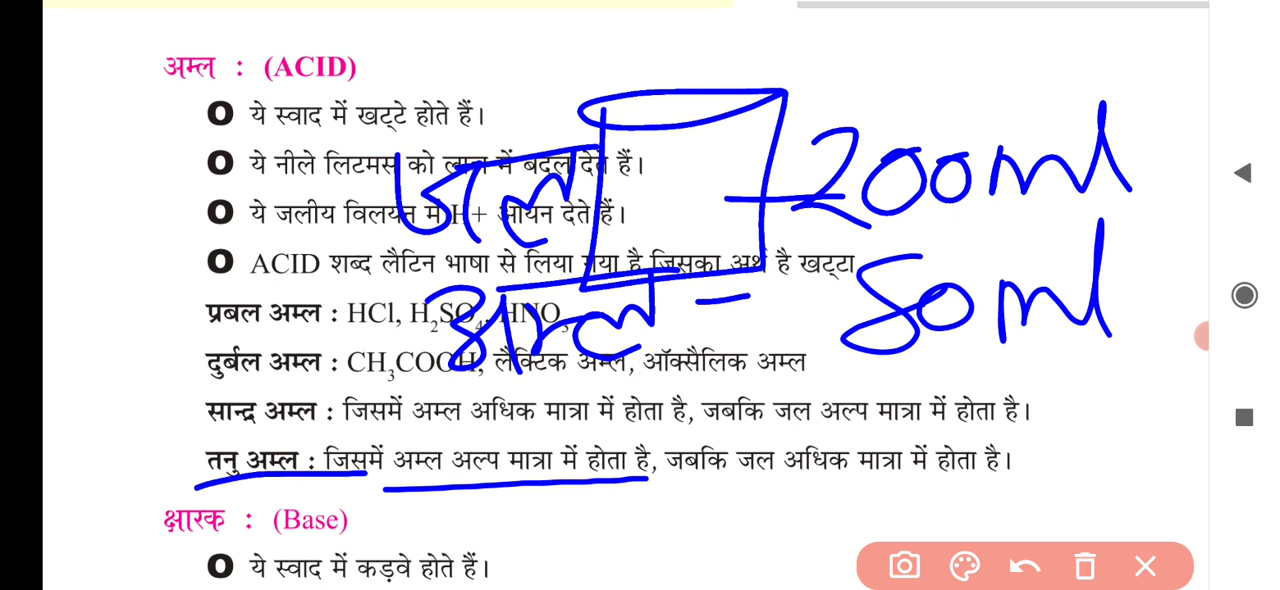 अम्ल : (ACID)
O ये स्वाद में खट्टे होते हैं।
O ये नीले लिटमस को लाल में बदल देते हैं।
जल 200ml
O ये जलीय विलयन में H+ आयन देते हैं।
O ACID शब्द लैटिन भाषा से लिया गया है जिसका अर्थ है खट्टा
अम्ल – 80ml
प्रबल अम्ल : HCl, H₂SO₄, HNO₃
दुर्बल अम्ल : CH₃COOH, लैक्टिक अम्ल, ऑक्सैलिक अम्ल
सान्द्र अम्ल : जिसमें अम्ल अधिक मात्रा में होता है, जबकि जल अल्प मात्रा में होता है।
तनु अम्ल : जिसमें अम्ल अल्प मात्रा में होता है, जबकि जल अधिक मात्रा में होता है।
क्षारक : (Base)
O ये स्वाद में कड़वे होते हैं।